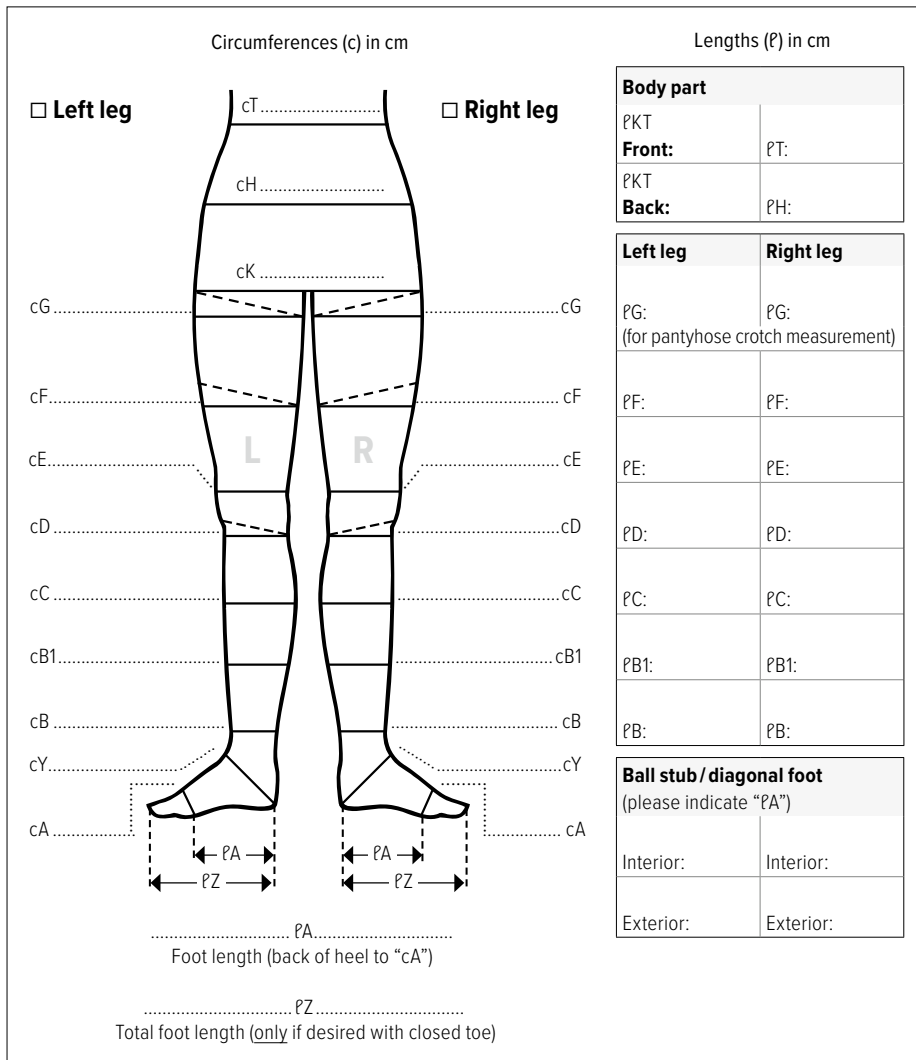 Circumferences (c) in cm
☐ Left leg
☐ Right leg
cT..............................
cH...............................
cK..............................
cG
cG
cF
cF
cE
cE
cD
cD
cC
cC
cB1
cB1
cB
cB
cY
cY
cA
cA
L
R
ℓA
ℓA
ℓZ
ℓZ
................................... ℓA...................................
Foot length (back of heel to “cA”)
..................................... ℓZ.....................................
Total foot length (only if desired with closed toe)
Lengths (ℓ) in cm
Body part
ℓKT
Front: ℓT:
ℓKT
Back: ℓH:
Left leg Right leg
ℓG: ℓG:
(for pantyhose crotch measurement)
ℓF: ℓF:
ℓE: ℓE:
ℓD: ℓD:
ℓC: ℓC:
ℓB1: ℓB1:
ℓB: ℓB:
Ball stub / diagonal foot
(please indicate “ℓA”)
Interior: Interior:
Exterior: Exterior: